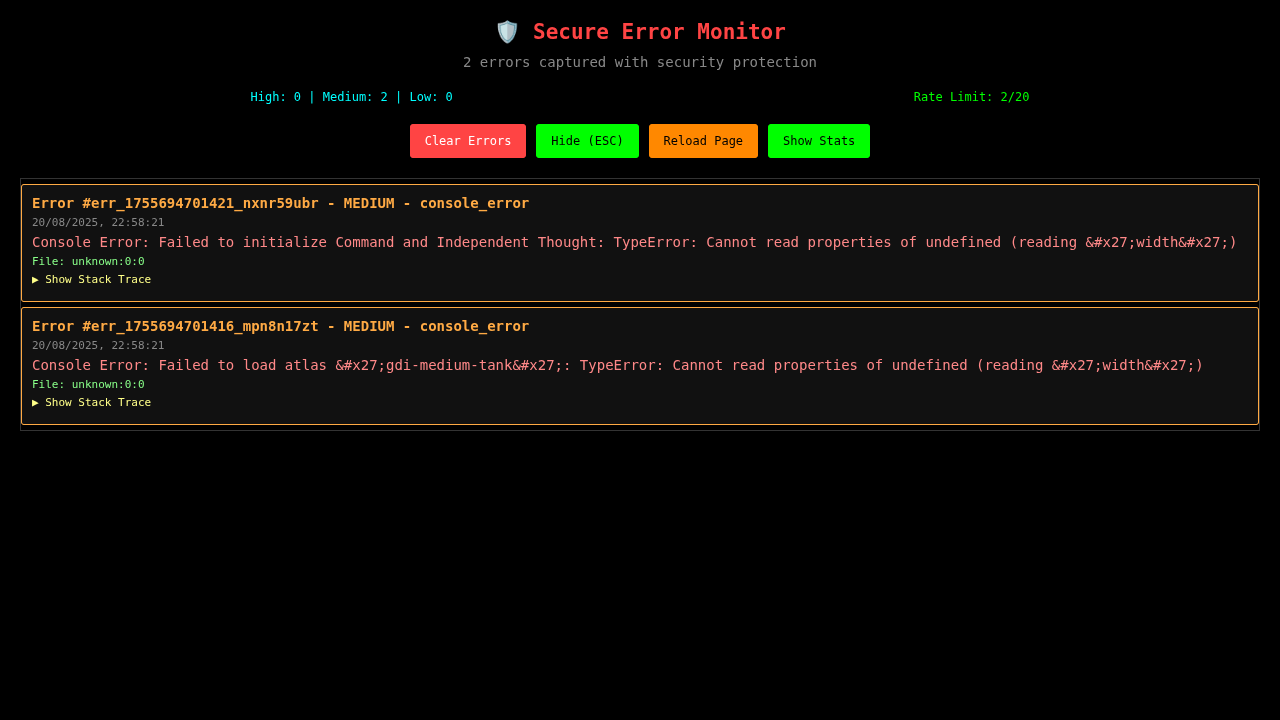 🛡️ Secure Error Monitor
2 errors captured with security protection
High: 0 | Medium: 2 | Low: 0
Rate Limit: 2/20
Clear Errors
Hide (ESC)
Reload Page
Show Stats
Error #err_1755694701421_nxnr59ubr - MEDIUM - console_error
20/08/2025, 22:58:21
Console Error: Failed to initialize Command and Independent Thought: TypeError: Cannot read properties of undefined (reading &#x27;width&#x27;)
File: unknown:0:0
▶ Show Stack Trace
Error #err_1755694701416_mpn8n17zt - MEDIUM - console_error
20/08/2025, 22:58:21
Console Error: Failed to load atlas &#x27;gdi-medium-tank&#x27;: TypeError: Cannot read properties of undefined (reading &#x27;width&#x27;)
File: unknown:0:0
▶ Show Stack Trace